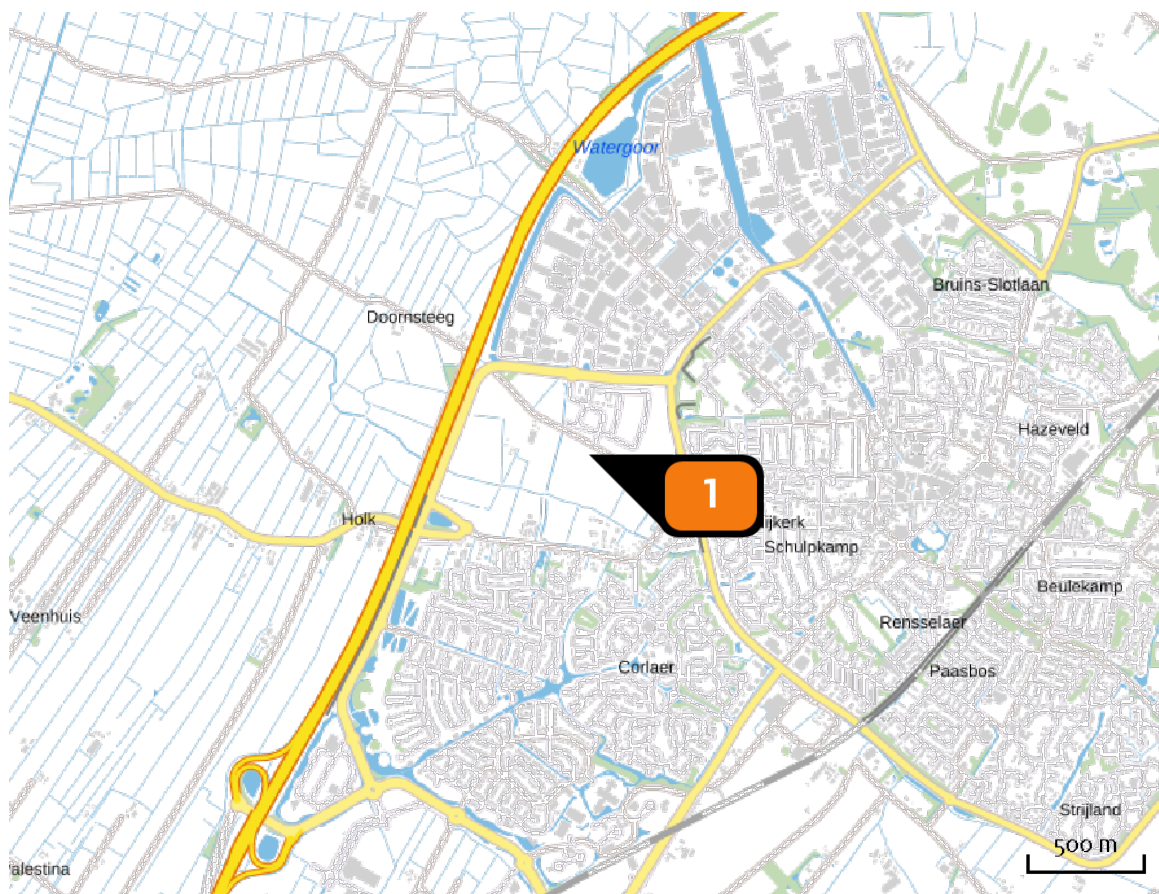 Watergoor
Bruins-Slotlaan
Doornsteeg
Hazeveld
1
Holk
ijkerk
Schulpkamp
Beulekamp
Veenhuis
Rensselaer
Corlaer
Paasbos
Strijland
500 m
alestina